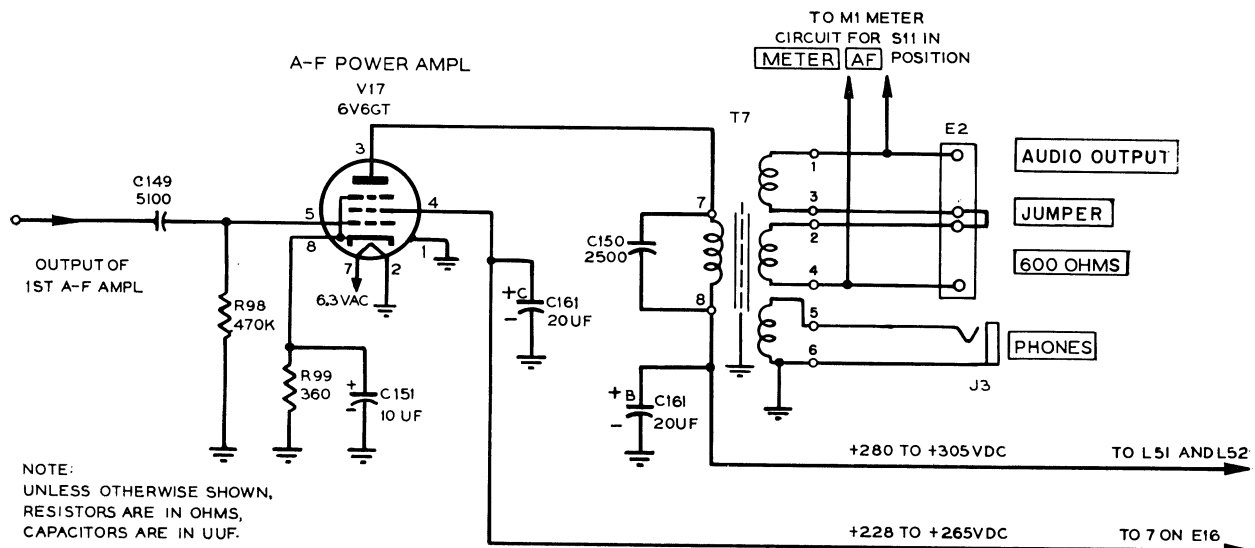 TO M1 METER
CIRCUIT FOR S11 IN
METER AF POSITION
A-F POWER AMPL
V17
6V6GT
T7
E2
3
C149
5100
5
8
4
1
7
2
6.3VAC
OUTPUT OF
1ST A-F AMPL
R98
470K
R99
360
+
-
C151
10 UF
+C
-
C161
20UF
C150
2500
7
8
+B
-
C161
20UF
1
3
2
4
5
6
AUDIO OUTPUT
JUMPER
600 OHMS
PHONES
J3
+280 TO +305VDC
TO L51 AND L52
+228 TO +265VDC
TO 7 ON E16
NOTE:
UNLESS OTHERWISE SHOWN,
RESISTORS ARE IN OHMS,
CAPACITORS ARE IN UUF.